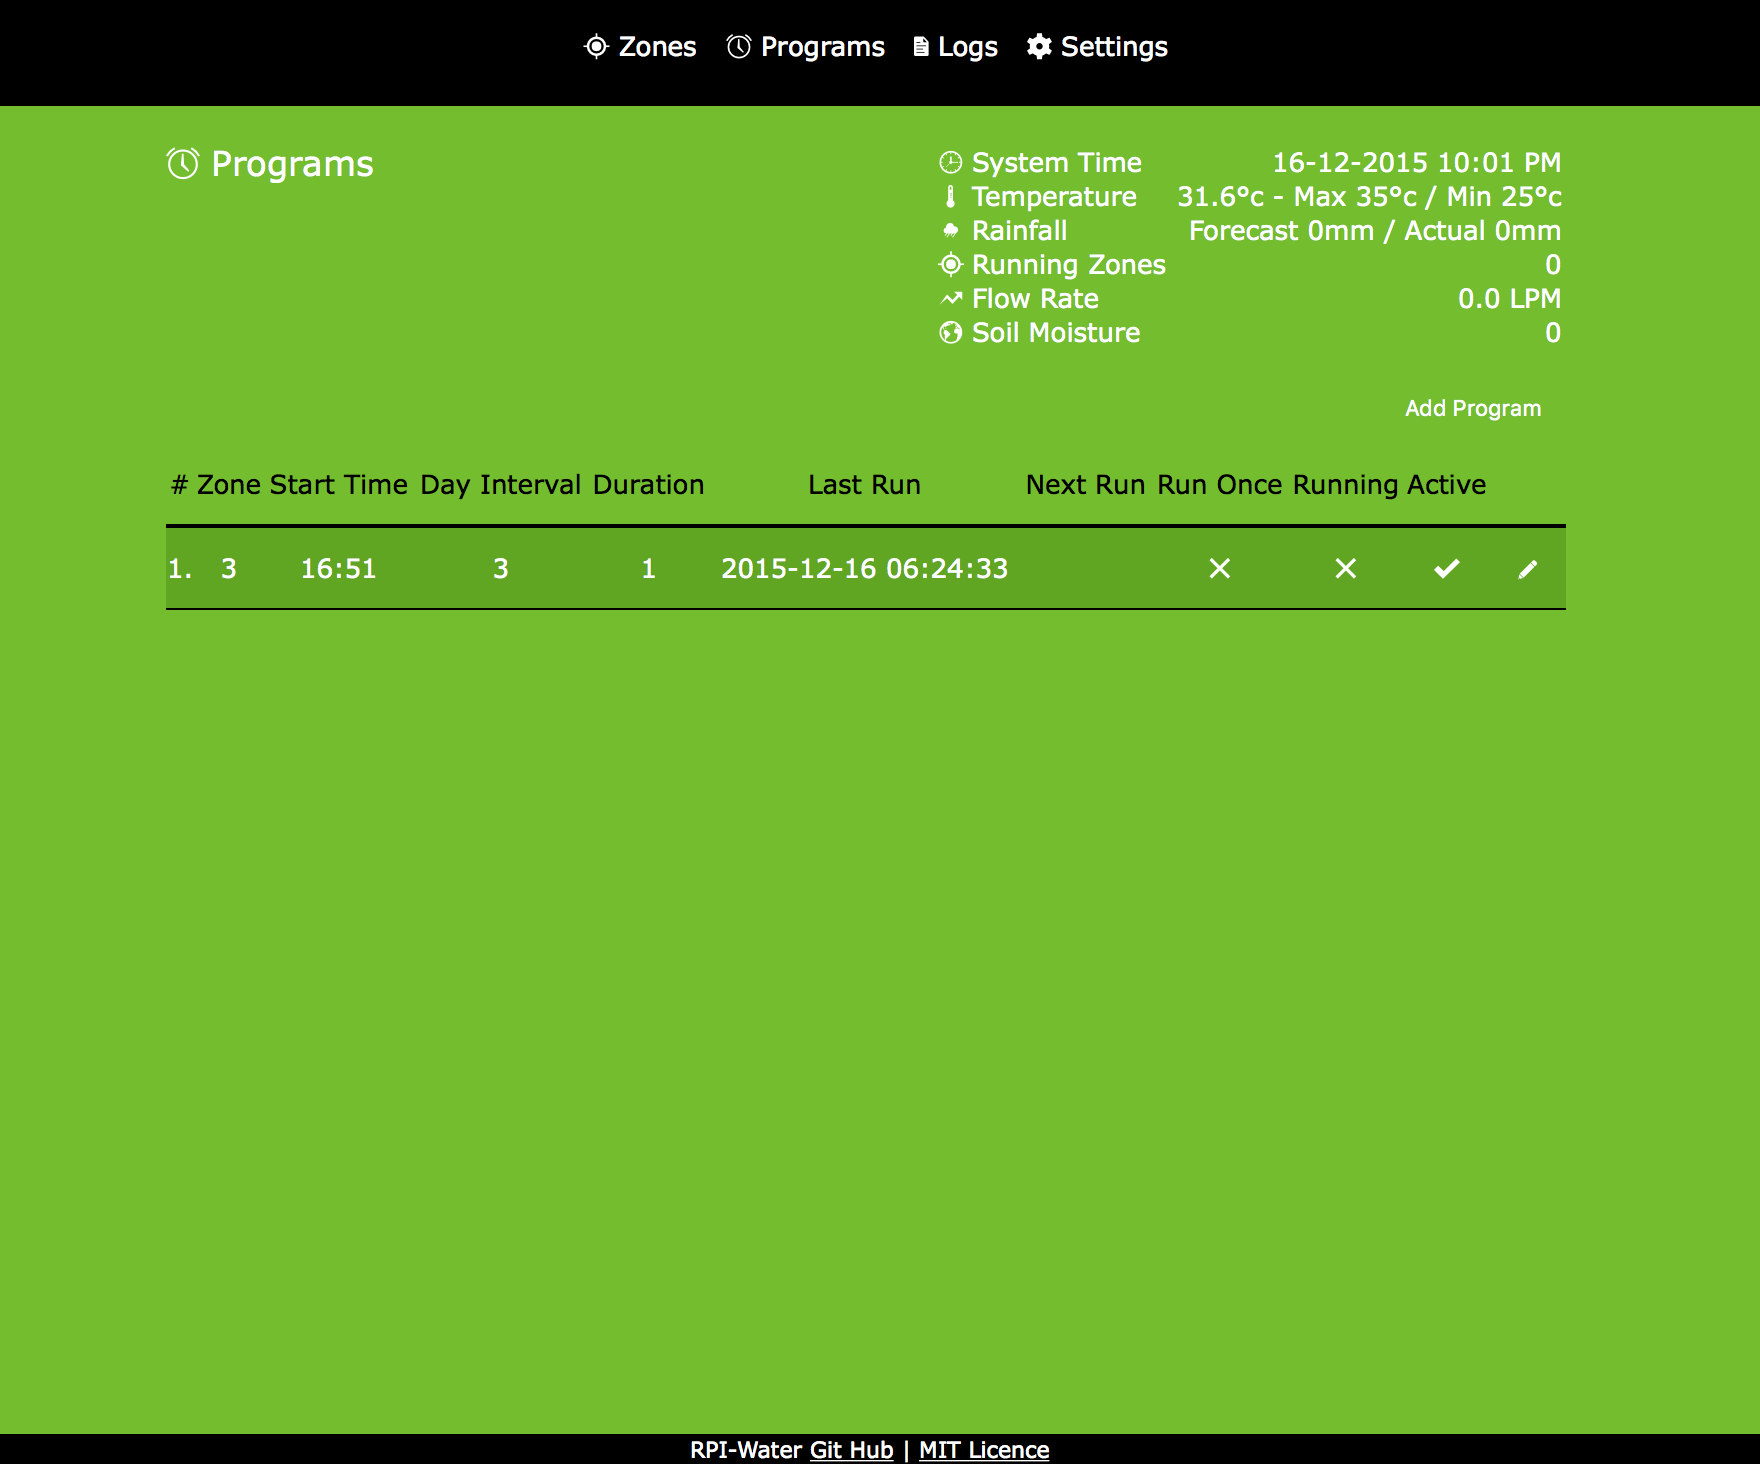 Zones Programs Logs Settings
Programs
System Time 16-12-2015 10:01 PM
Temperature 31.6°c - Max 35°c / Min 25°c
Rainfall Forecast 0mm / Actual 0mm
Running Zones 0
Flow Rate 0.0 LPM
Soil Moisture 0
Add Program
# Zone Start Time Day Interval Duration Last Run Next Run Run Once Running Active
1. 3 16:51 3 1 2015-12-16 06:24:33
RPI-Water Git Hub | MIT Licence